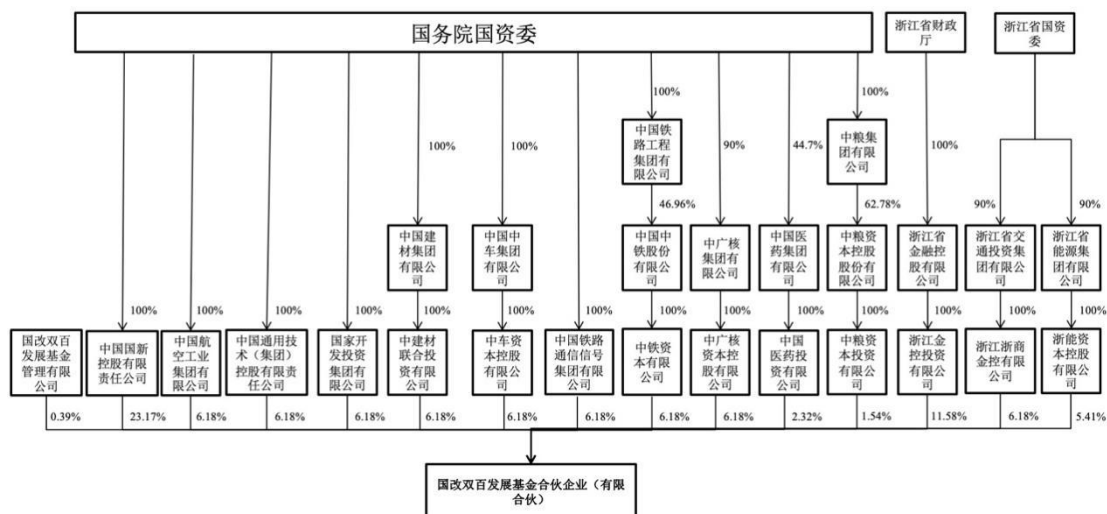 国务院国资委
浙江省财政
厅
浙江省国资
委
100%
100%
中国铁
路工程
集团有
限公司
中粮集
团有限
公司
100%
100%
90%
44.7%
100%
46.96%
62.78%
90%
90%
中国建
材集团
有限公
司
中国中
车集团
有限公
司
中国中
铁股份
有限公
司
中广核
集团有
限公司
中国医
药集团
有限公
司
中粮资
本控股
股份有
限公司
浙江省
金融控
股有限
公司
浙江省交
通投资集
团有限公
司
浙江省
能源集
团有限
公司
100%
100%
100%
100%
100%
100%
100%
100%
100%
100%
100%
100%
100%
100%
国改双百
发展基金
管理有限
公司
中国国新
控股有限
责任公司
中国航
空工业
集团有
限公司
中国通用技
术（集团）
控股有限责
任公司
国家开
发投资
集团有
限公司
中建材
联合投
资有限
公司
中车资
本控股
有限公
司
中国铁路
通信信号
集团有限
公司
中铁资
本有限
公司
中广核
资本控
股有限
公司
中国
医药投
资有限
公司
中粮资
本投资
有限公
司
浙江金
控投资
有限公
司
浙江浙商
金控有限
公司
浙能资
本控股
有限公
司
0.39%
23.17%
6.18%
6.18%
6.18%
6.18%
6.18%
6.18%
6.18%
6.18%
2.32%
1.54%
11.58%
6.18%
5.41%
国改双百发展基金合伙企业（有限
合伙）